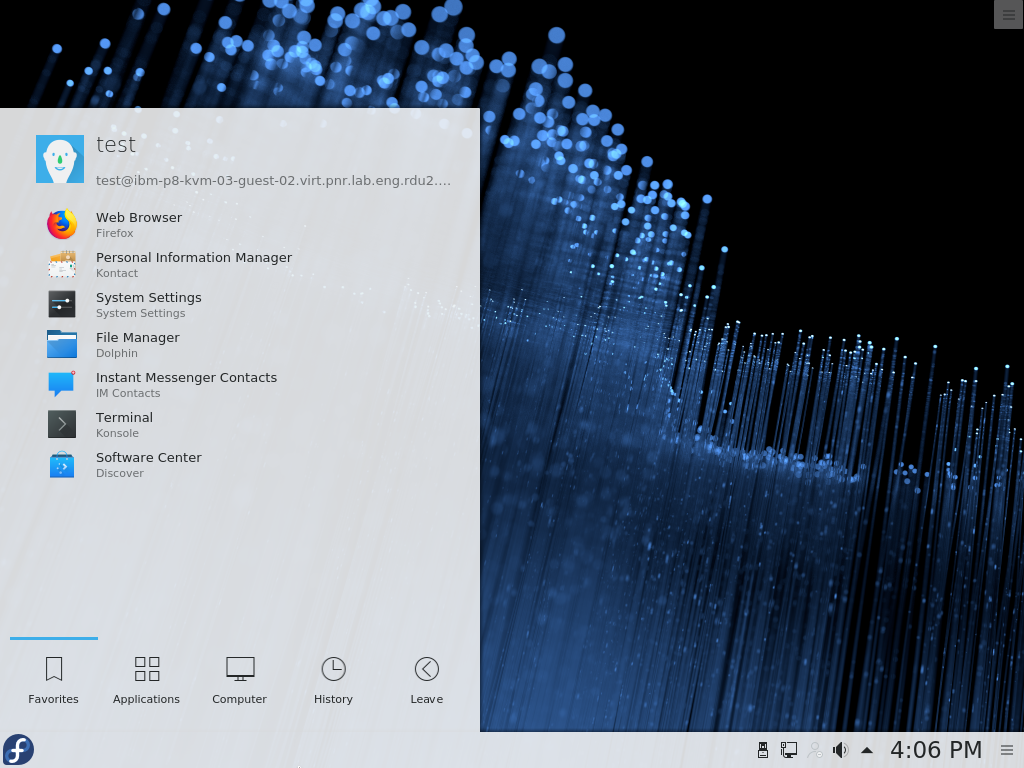 test
test@ibm-p8-kvm-03-guest-02.virt.pnr.lab.eng.rdu2....
Web Browser
Firefox
Personal Information Manager
Kontact
System Settings
System Settings
File Manager
Dolphin
Instant Messenger Contacts
IM Contacts
Terminal
Konsole
Software Center
Discover
Favorites Applications Computer History Leave
4:06 PM